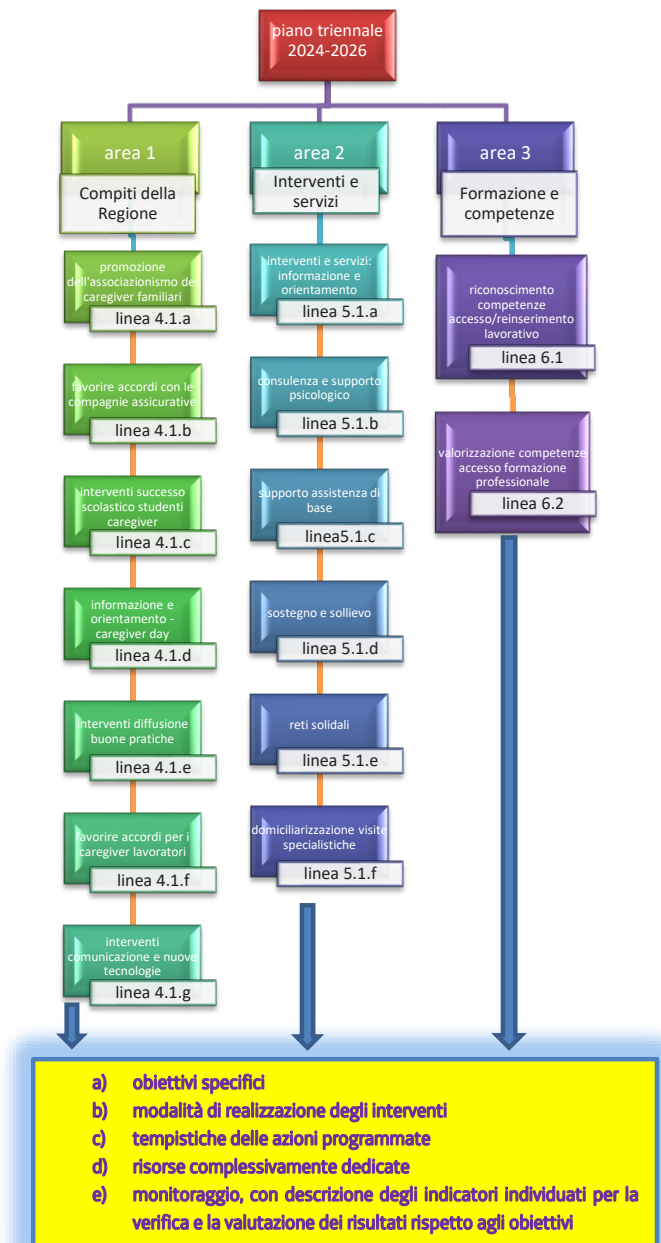 piano triennale
2024-2026
area 1
Compiti della
Regione
promozione
dell'associazionismo dei
caregiver familiari
linea 4.1.a
favorire accordi con le
compagnie assicurative
linea 4.1.b
interventi successo
scolastico studenti
caregiver
linea 4.1.c
informazione e
orientamento -
caregiver day
linea 4.1.d
interventi diffusione
buone pratiche
linea 4.1.e
favorire accordi per i
caregiver lavoratori
linea 4.1.f
interventi
comunicazione e nuove
tecnologie
linea 4.1.g
area 2
Interventi e
servizi
interventi e servizi:
informazione e
orientamento
linea 5.1.a
consulenza e supporto
psicologico
linea 5.1.b
supporto assistenza di
base
linea5.1.c
sostegno e sollievo
linea 5.1.d
reti solidali
linea 5.1.e
domiciliarizzazione visite
specialistiche
linea 5.1.f
area 3
Formazione e
competenze
riconoscimento
competenze
accesso/reinserimento
lavorativo
linea 6.1
valorizzazione competenze
accesso formazione
professionale
linea 6.2
a) obiettivi specifici
b) modalità di realizzazione degli interventi
c) tempistiche delle azioni programmate
d) risorse complessivamente dedicate
e) monitoraggio, con descrizione degli indicatori individuati per la
verifica e la valutazione dei risultati rispetto agli obiettivi